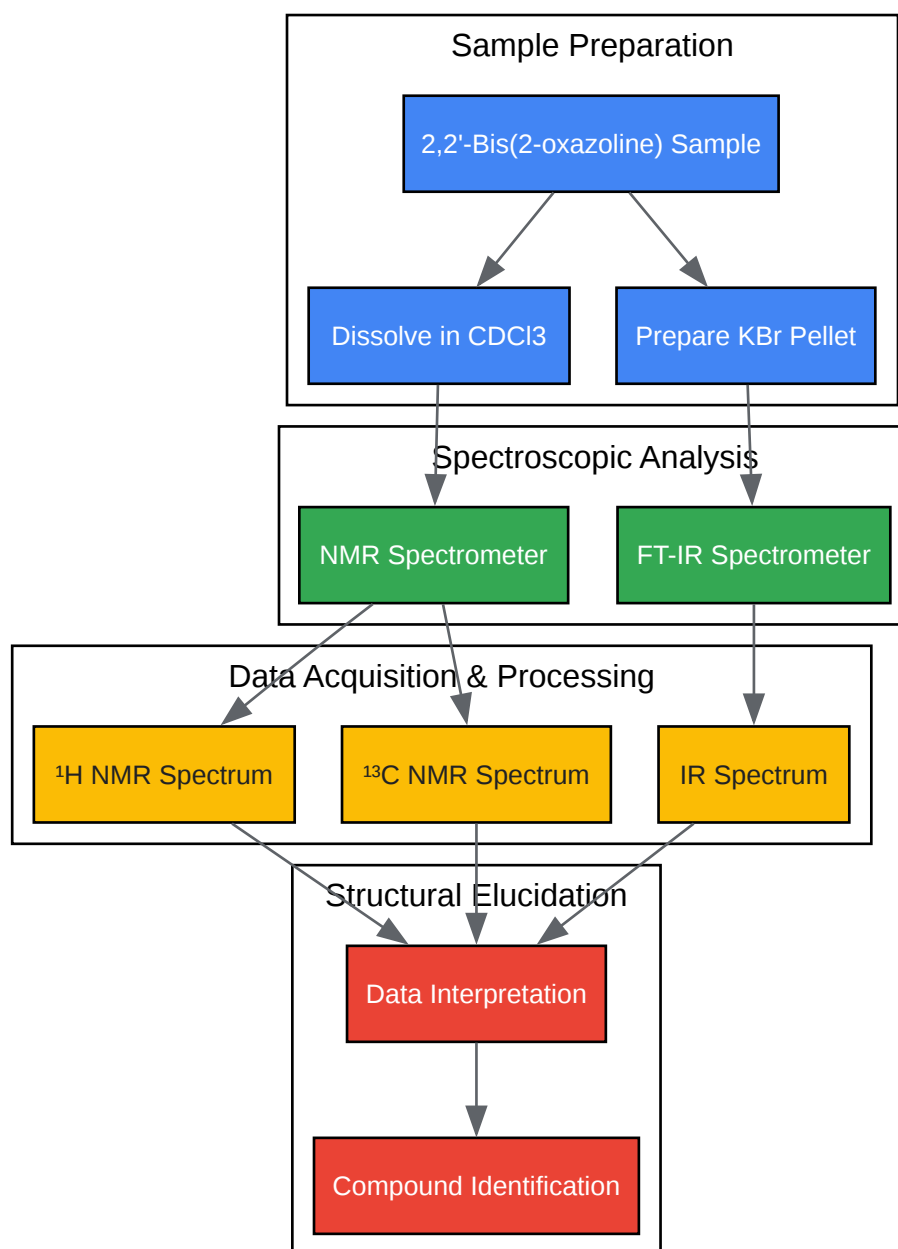 Sample Preparation
2,2'-Bis(2-oxazoline) Sample
Dissolve in CDCl3
Prepare KBr Pellet
Spectroscopic Analysis
NMR Spectrometer
FT-IR Spectrometer
Data Acquisition & Processing
¹H NMR Spectrum
¹³C NMR Spectrum
IR Spectrum
Structural Elucidation
Data Interpretation
Compound Identification